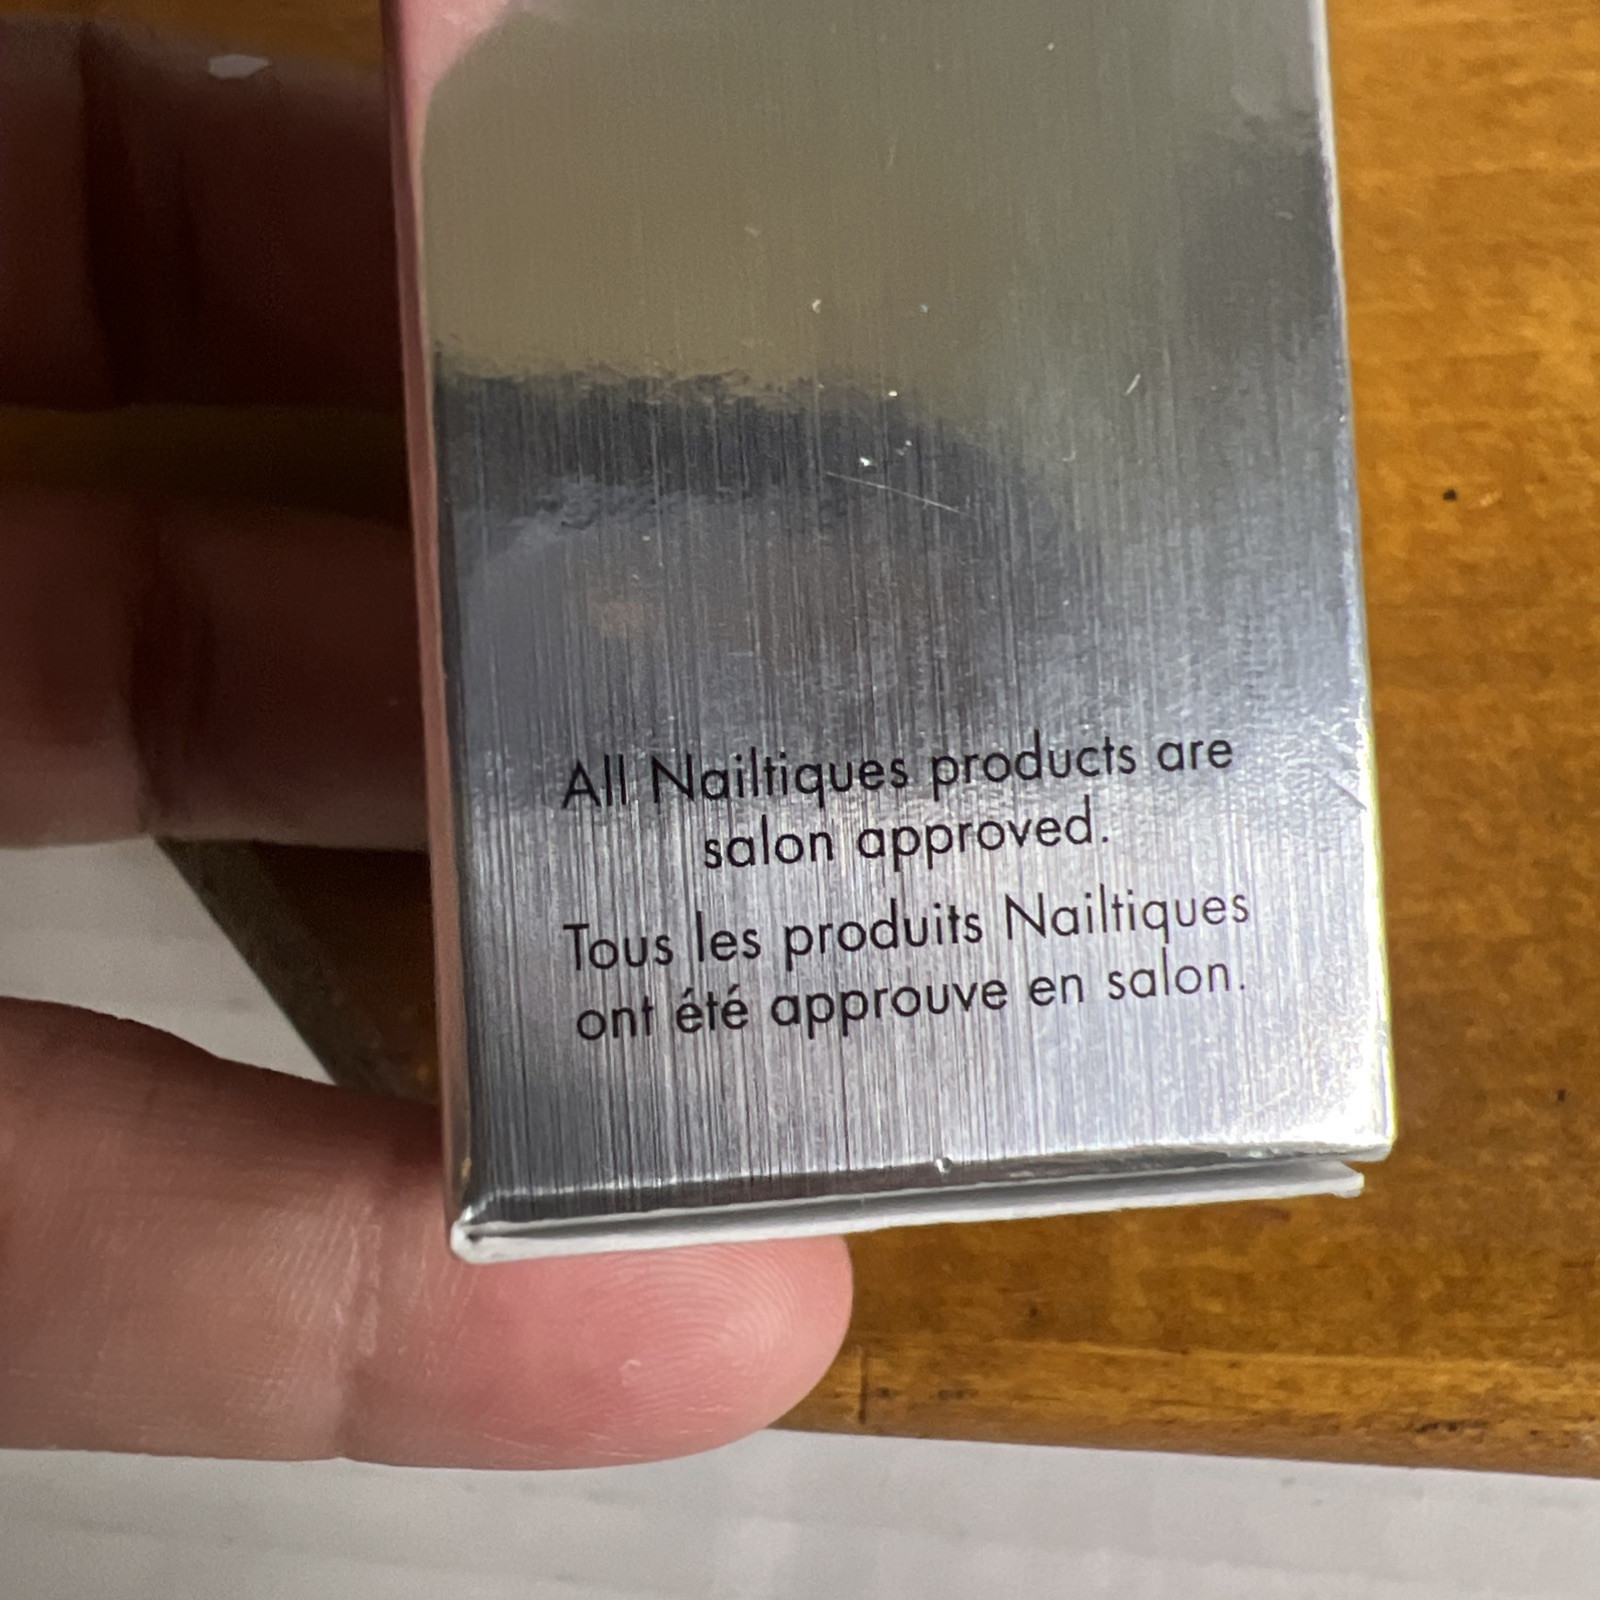 All Nailtiques products are
salon approved.
Tous les produits Nailtiques
ont été approuve en salon.